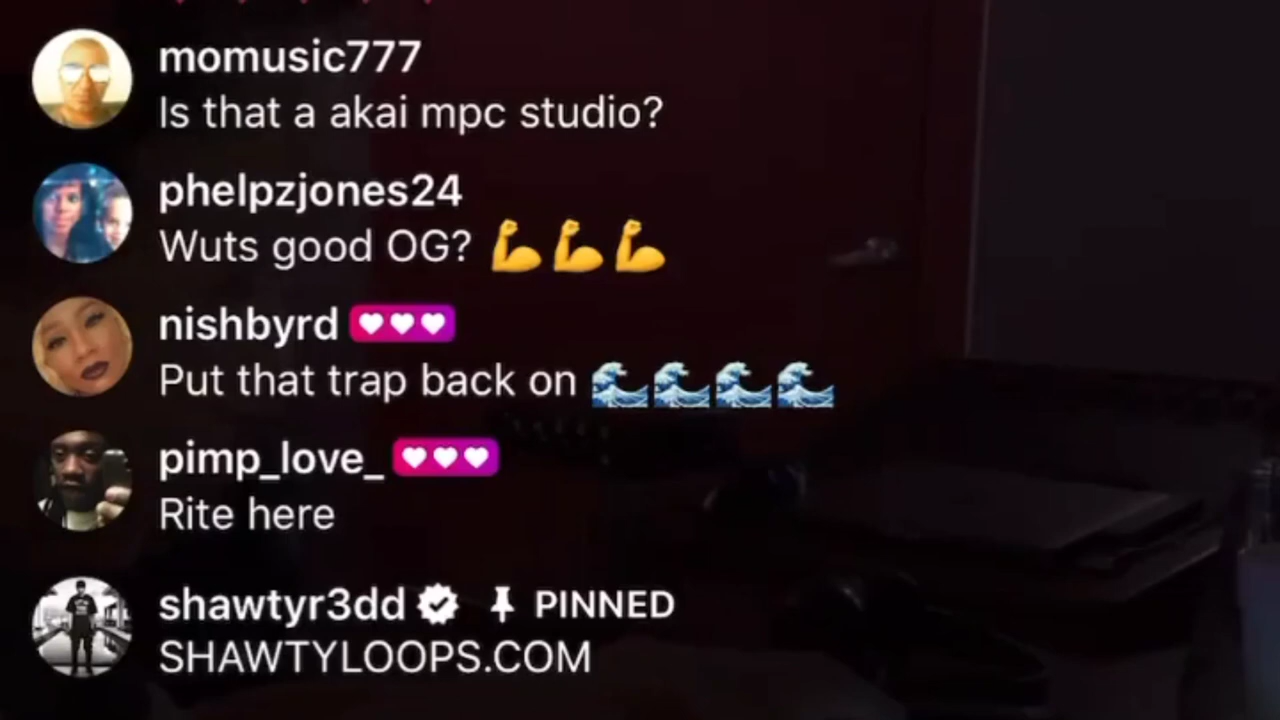 momusic777
Is that a akai mpc studio?
phelpzjones24
Wuts good OG? 💪💪💪
nishbyrd
Put that trap back on 🌊🌊🌊🌊
pimp_love_
Rite here
shawtyr3dd PINNED
SHAWTYLOOPS.COM